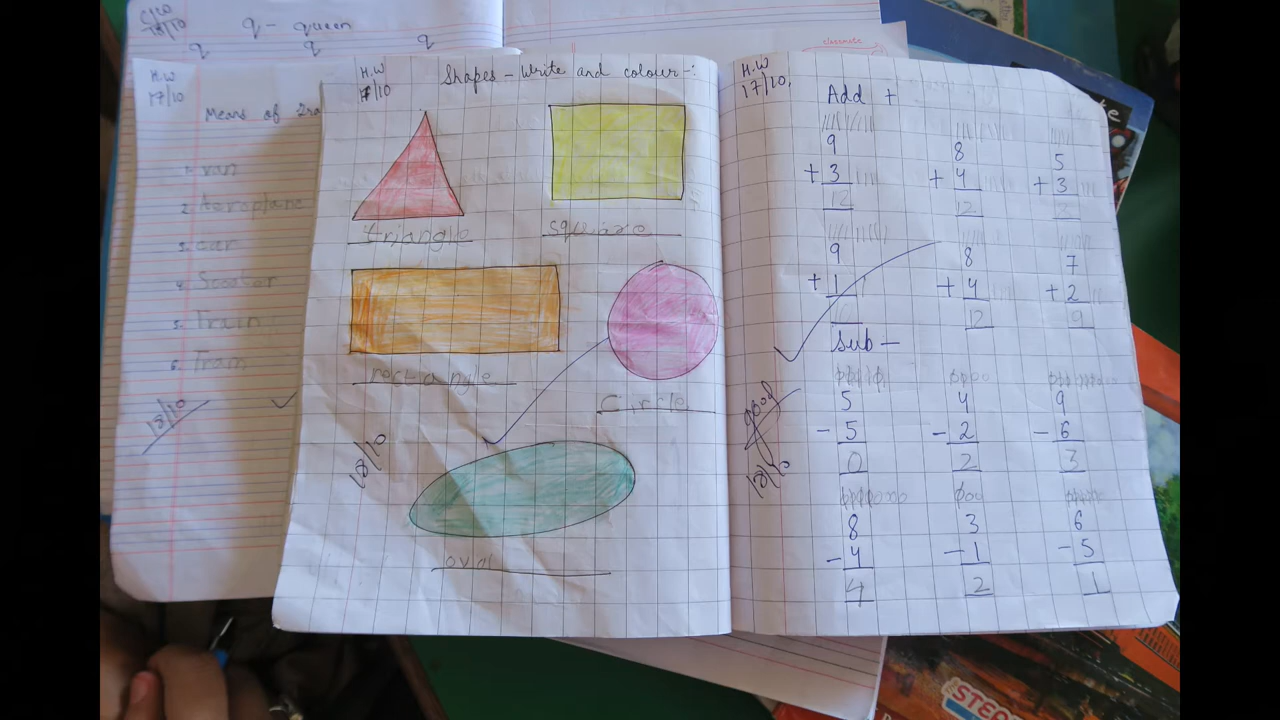 C/W
18/10
q - queen
q q q
H.W
17/10
Means of Tra
1. van
2. Aeroplane
3. car
4. Scooter
5. Train
6. Tram
18/10
H.W
17/10
Shapes - Write and colour -:
triangle
square
rectangle
Circle
oval
18/10
classmate
H.W
17/10.
Add +
9 8 5
+ 3 + 4 + 3
12 12
9 8 7
+ 1 + 4 + 2
10 12 9
Sub -
5 4 9
- 5 - 2 - 6
0 2 3
8 3 6
- 4 - 1 - 5
4 2 1
good
18/10